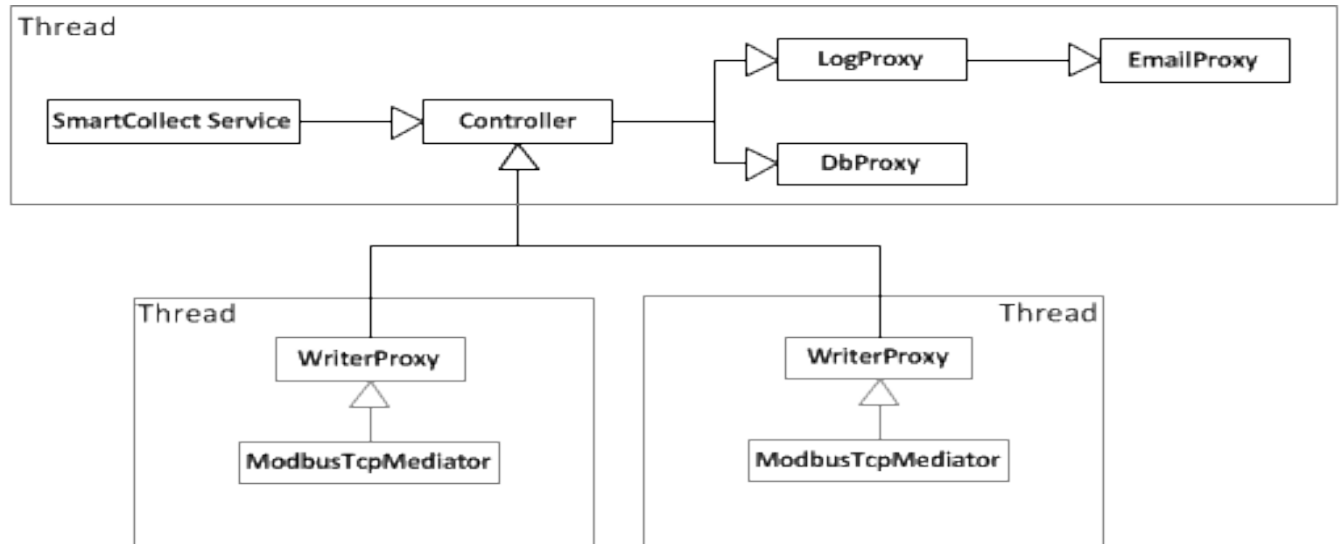 Thread
LogProxy
EmailProxy
SmartCollect Service
Controller
DbProxy
Thread
Thread
WriterProxy
WriterProxy
ModbusTcpMediator
ModbusTcpMediator